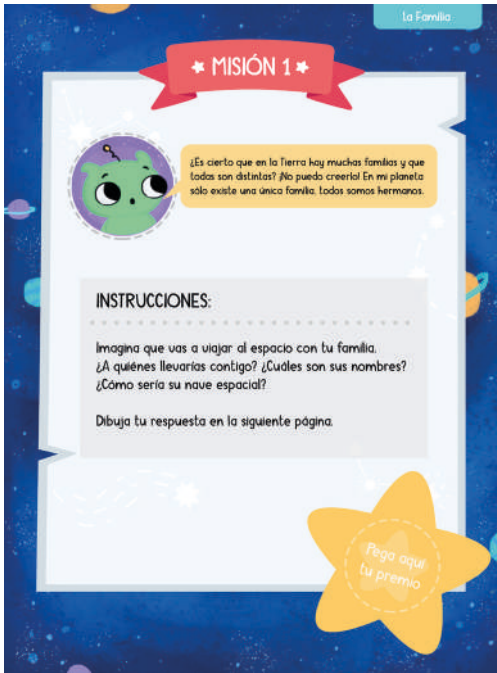 La Familia
MISIÓN 1
¿Es cierto que en la Tierra hay muchas familias y que
todas son distintas? ¡No puedo creerlo! En mi planeta
sólo existe una única familia, todos somos hermanos.
INSTRUCCIONES:
Imagina que vas a viajar al espacio con tu familia.
¿A quiénes llevarías contigo? ¿Cuáles son sus nombres?
¿Cómo sería su nave espacial?
Dibuja tu respuesta en la siguiente página.
Pega aquí
tu premio